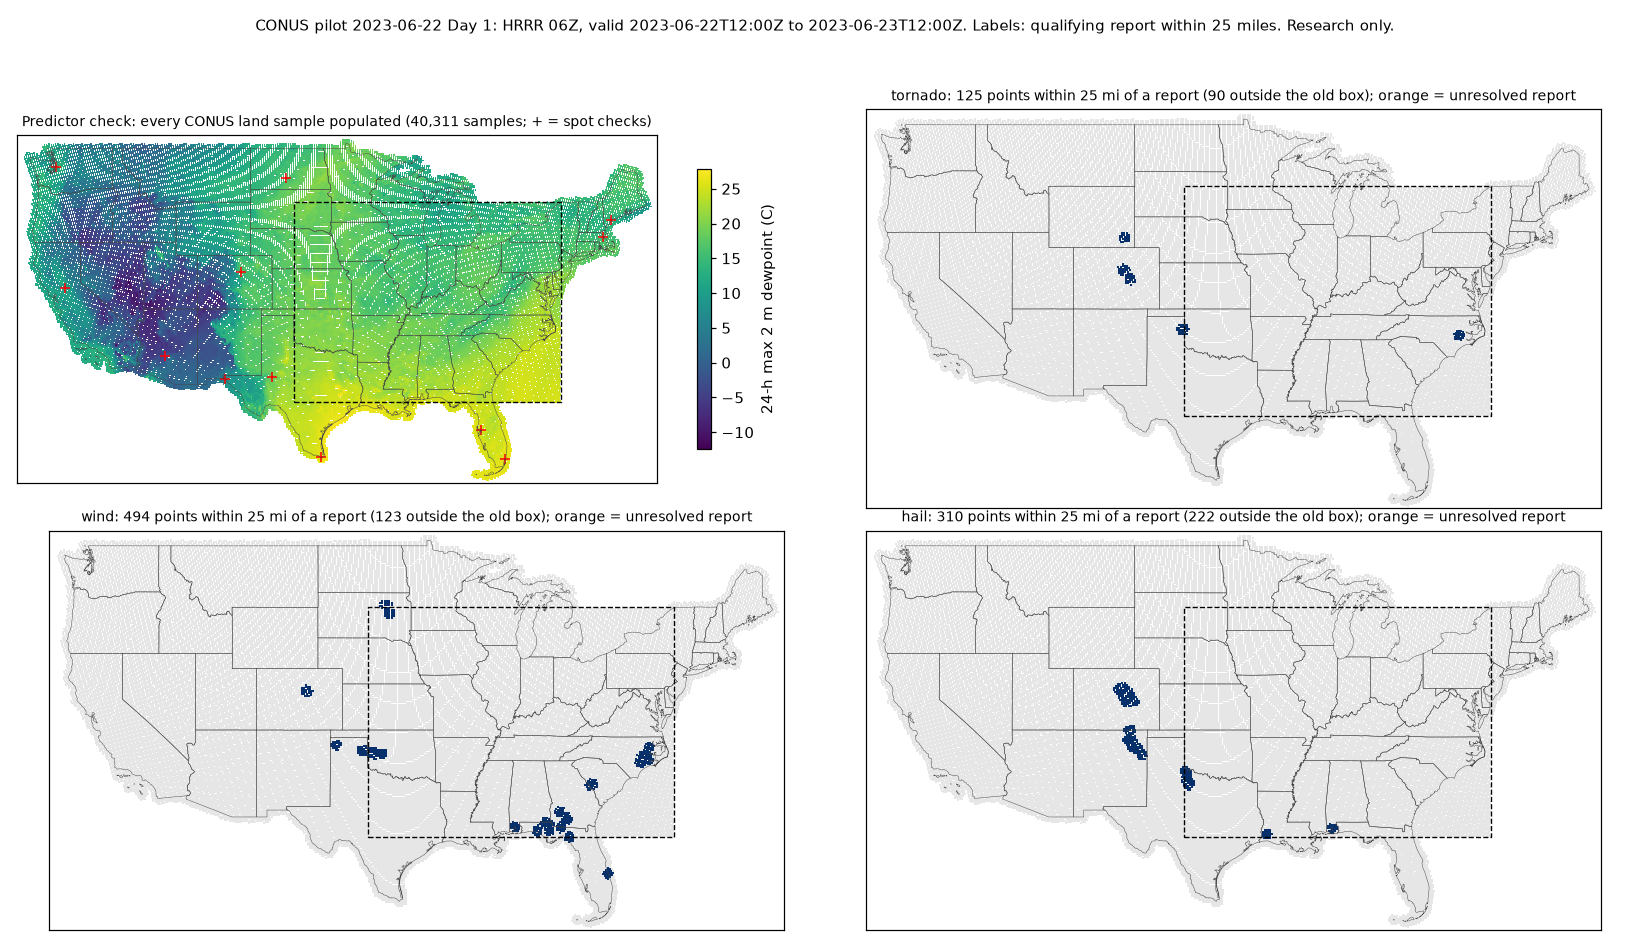 CONUS pilot 2023-06-22 Day 1: HRRR 06Z, valid 2023-06-22T12:00Z to 2023-06-23T12:00Z. Labels: qualifying report within 25 miles. Research only.
Predictor check: every CONUS land sample populated (40,311 samples; + = spot checks)
25
20
15
10
5
0
−5
−10
24-h max 2 m dewpoint (C)
tornado: 125 points within 25 mi of a report (90 outside the old box); orange = unresolved report
wind: 494 points within 25 mi of a report (123 outside the old box); orange = unresolved report
hail: 310 points within 25 mi of a report (222 outside the old box); orange = unresolved report